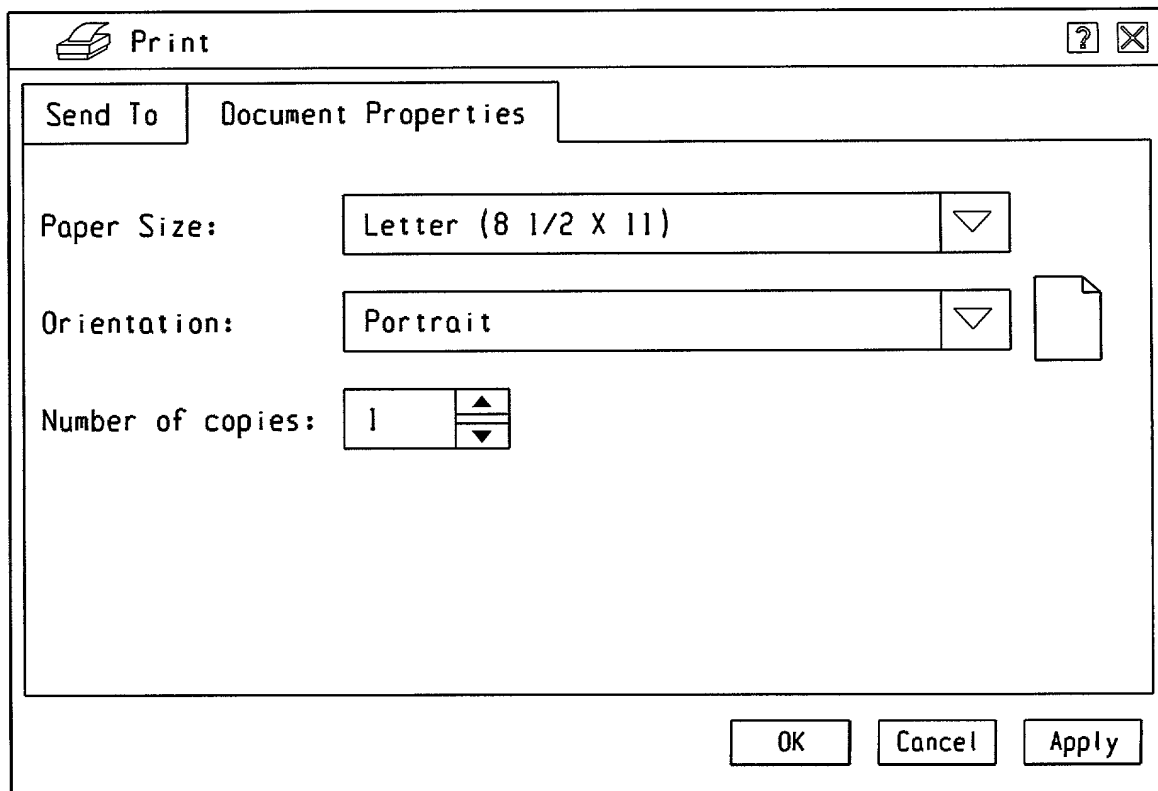 Print ?
Send To Document Properties
Paper Size: Letter (8 1/2 X 11)
Orientation: Portrait
Number of copies: 1
OK Cancel Apply